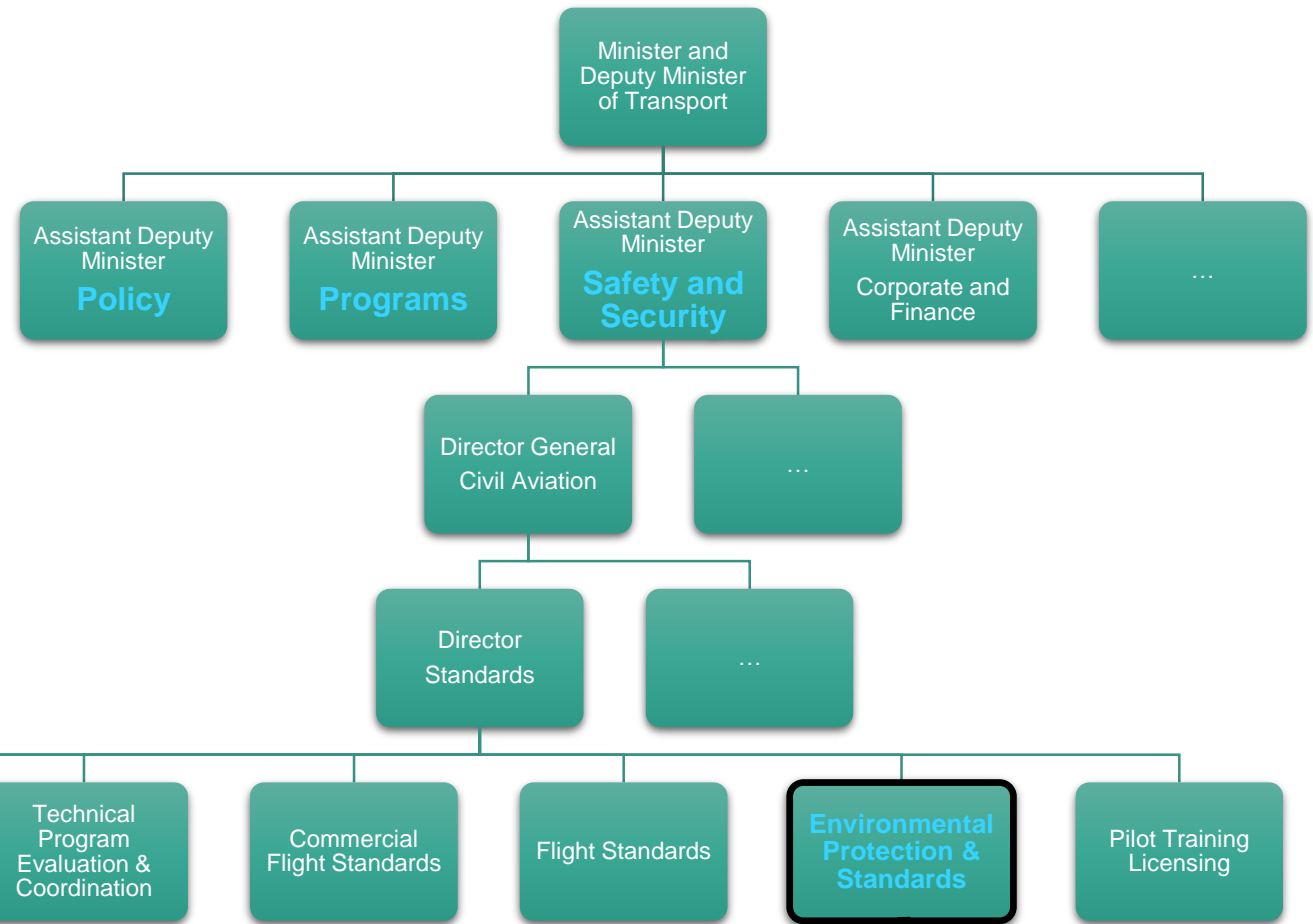 Minister and
Deputy Minister
of Transport
Assistant Deputy
Minister
Policy
Assistant Deputy
Minister
Programs
Assistant Deputy
Minister
Safety and
Security
Assistant Deputy
Minister
Corporate and
Finance
…
Director General
Civil Aviation
…
Director
Standards
…
Technical
Program
Evaluation &
Coordination
Commercial
Flight Standards
Flight Standards
Environmental
Protection &
Standards
Pilot Training
Licensing